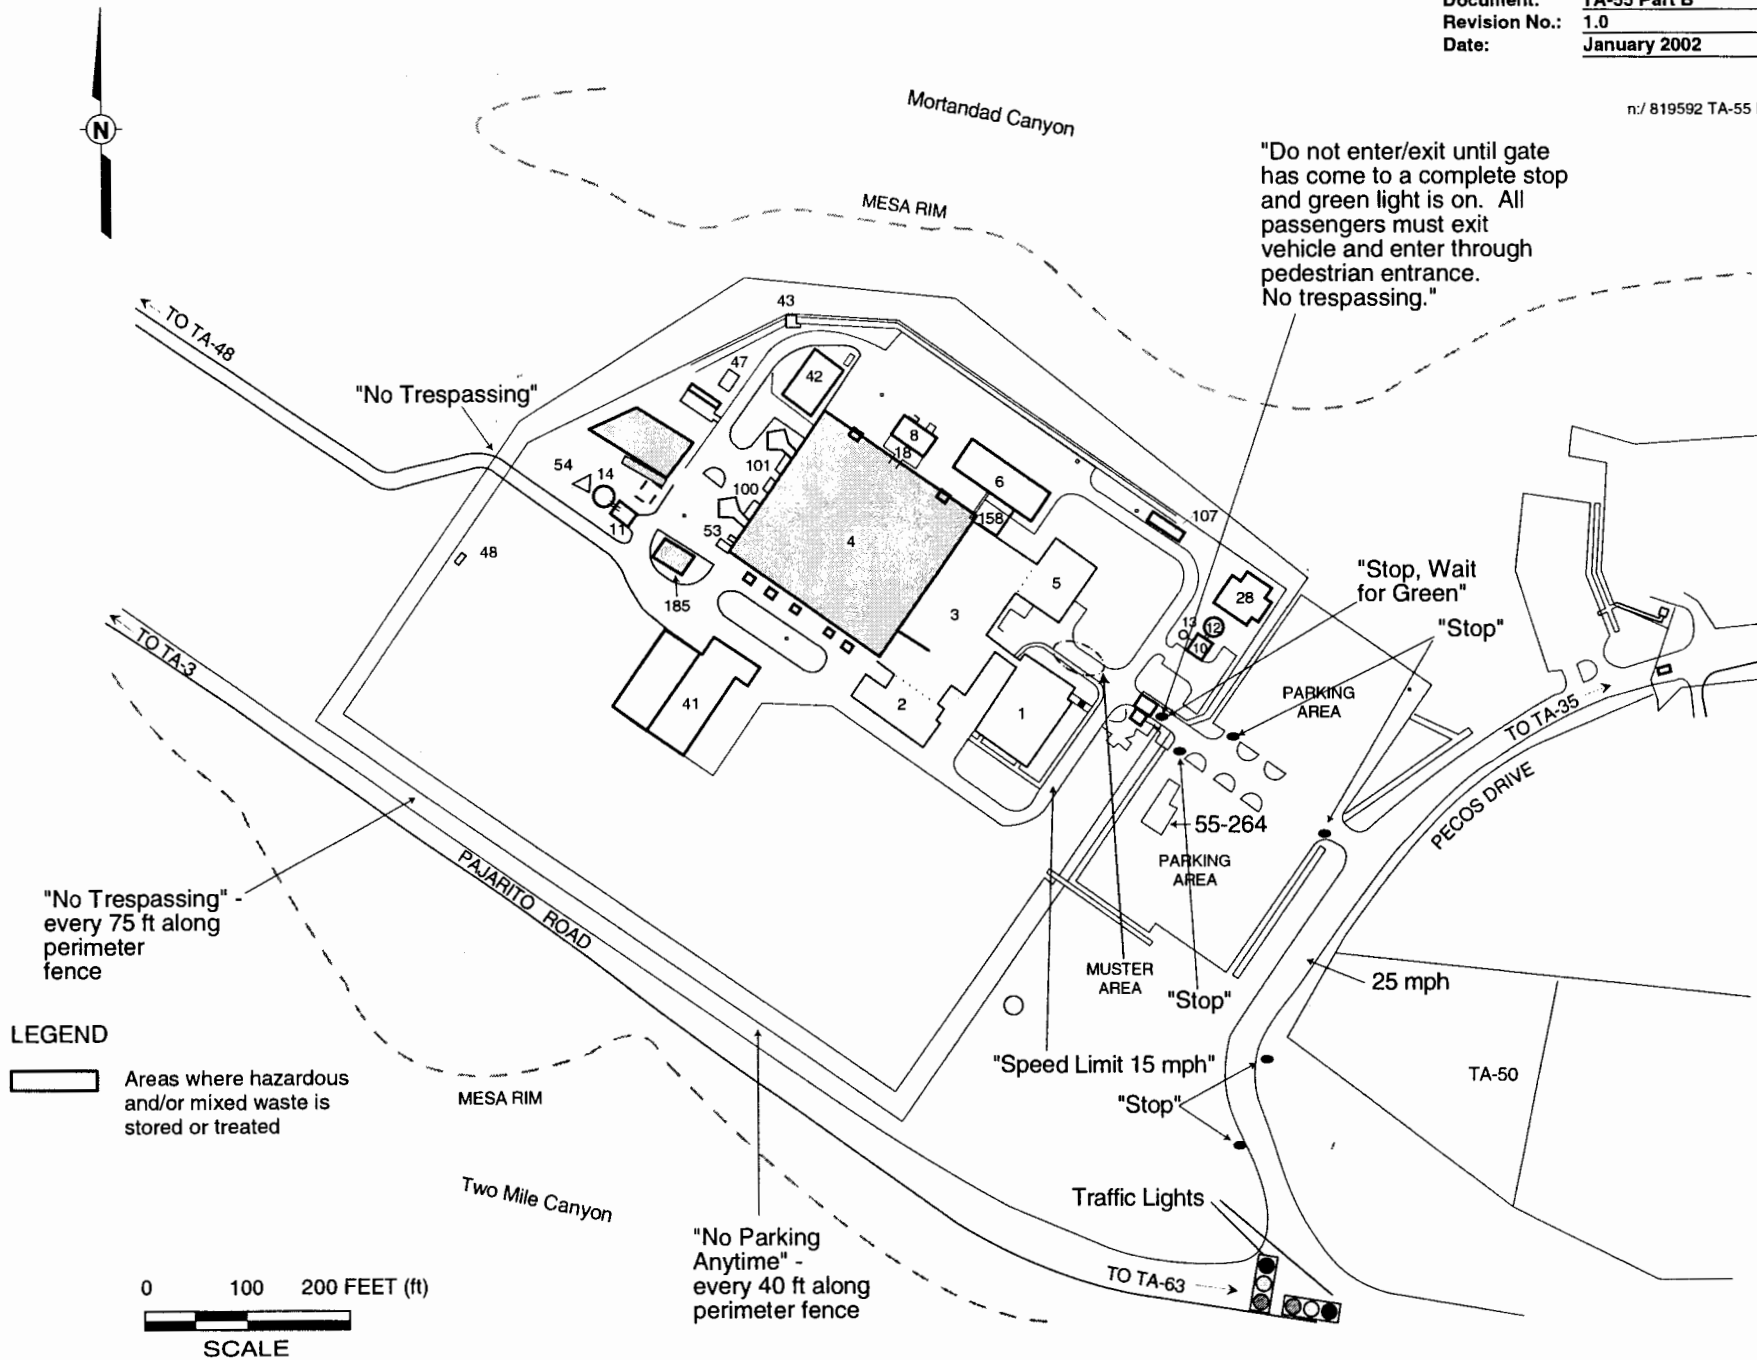 Document: TA-55 Part B
Revision No.: 1.0
Date: January 2002
n:/ 819592 TA-55
N
Mortandad Canyon
MESA RIM
"Do not enter/exit until gate
has come to a complete stop
and green light is on. All
passengers must exit
vehicle and enter through
pedestrian entrance.
No trespassing."
TO TA-48
"No Trespassing"
43
47
42
8
18
101
100
53
54
14
11
48
185
4
6
158
107
5
3
28
13
12
10
41
2
1
"Stop, Wait
for Green"
"Stop"
PARKING
AREA
TO TA-35
PECOS DRIVE
55-264
PARKING
AREA
TO TA-3
PAJARITO ROAD
"No Trespassing" -
every 75 ft along
perimeter
fence
MUSTER
AREA
"Stop"
25 mph
"Speed Limit 15 mph"
"Stop"
TA-50
LEGEND
Areas where hazardous
and/or mixed waste is
stored or treated
MESA RIM
Two Mile Canyon
"No Parking
Anytime" -
every 40 ft along
perimeter fence
Traffic Lights
TO TA-63
0 100 200 FEET (ft)
SCALE